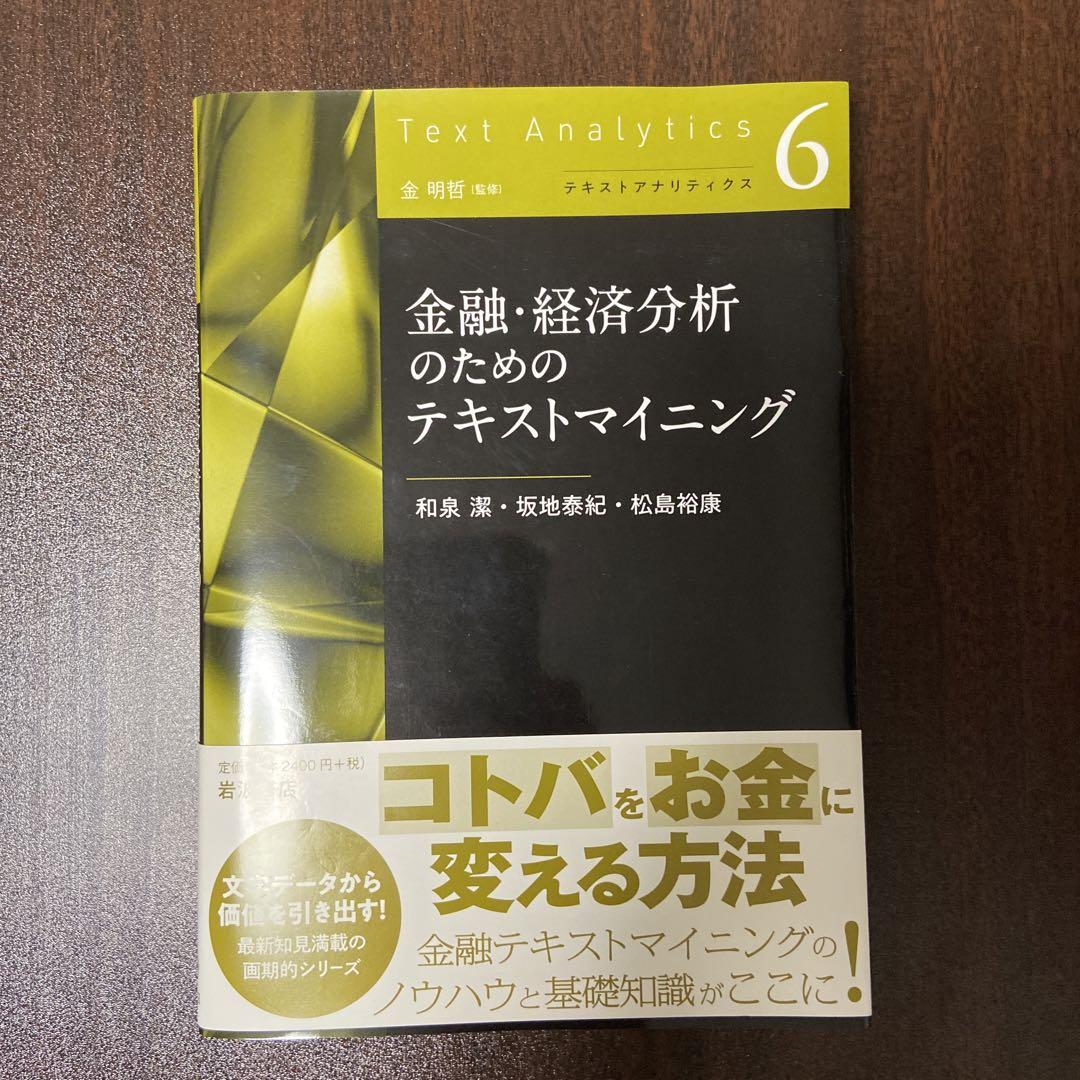 Text Analytics
6
金 明哲［監修］
テキストアナリティクス
金融・経済分析
のための
テキストマイニング
和泉 潔・坂地泰紀・松島裕康
2400円＋税）
岩波書店
コトバをお金に
変える方法
文字データから
価値を引き出す!
最新知見満載の
画期的シリーズ
金融テキストマイニングの
ノウハウと基礎知識がここに!